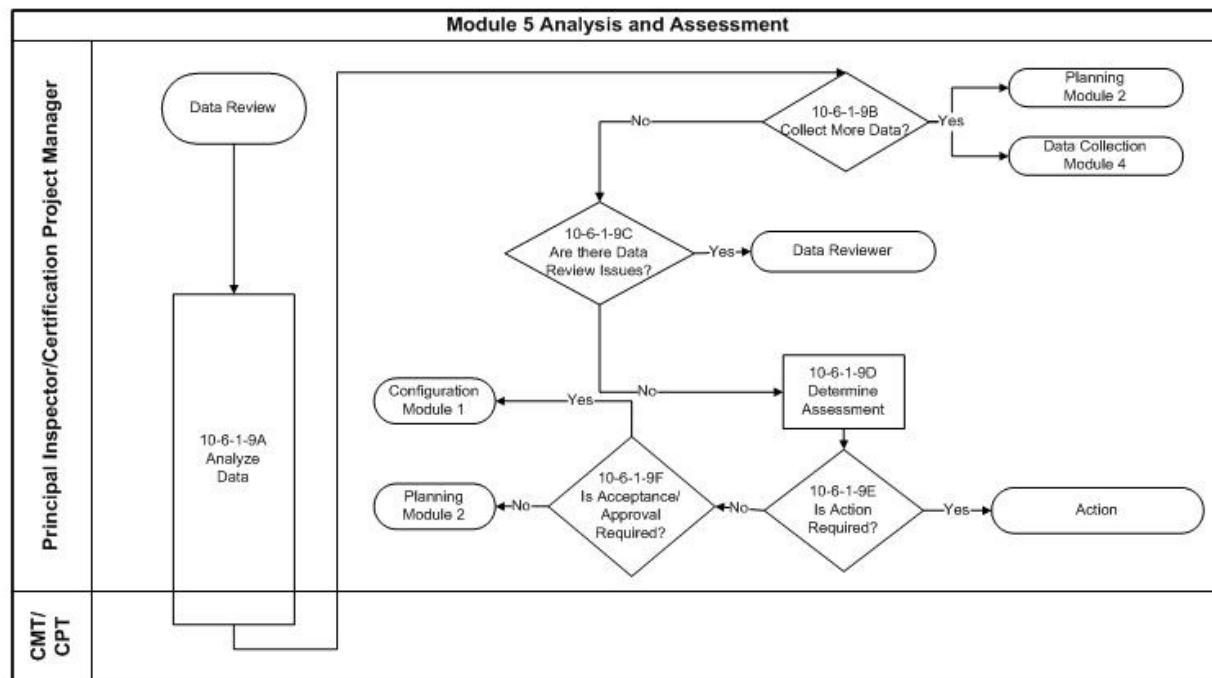 Module 5 Analysis and Assessment
Principal Inspector/Certification Project Manager
CMT/
CPT
Data Review
10-6-1-9A
Analyze
Data
10-6-1-9B
Collect More Data?
Yes
Planning
Module 2
Data Collection
Module 4
No
10-6-1-9C
Are there Data
Review Issues?
Yes
Data Reviewer
No
10-6-1-9D
Determine
Assessment
10-6-1-9E
Is Action
Required?
Yes
Action
No
10-6-1-9F
Is Acceptance/
Approval
Required?
Yes
Configuration
Module 1
No
Planning
Module 2